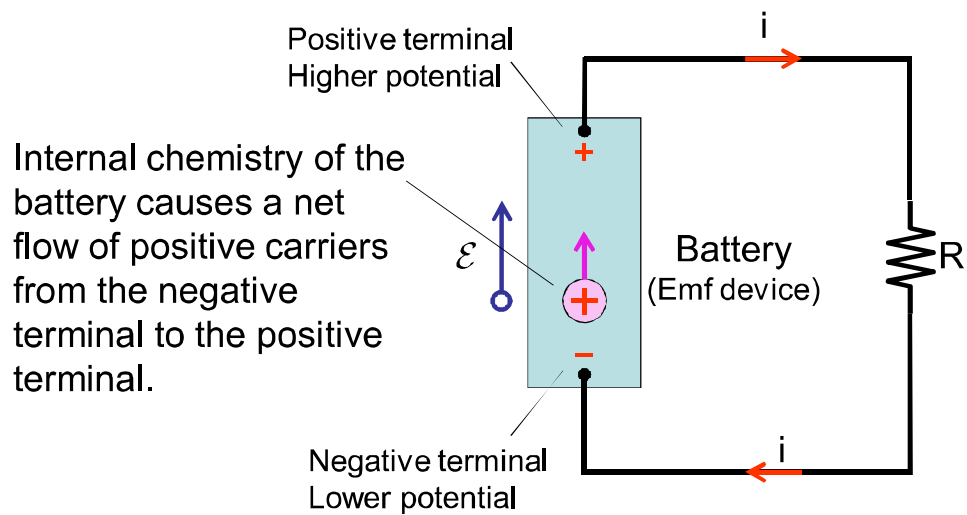 i
Positive terminal
Higher potential
+
Internal chemistry of the
battery causes a net
flow of positive carriers
from the negative
terminal to the positive
terminal.
ℰ
+
Battery
(Emf device)
R
−
i
Negative terminal
Lower potential